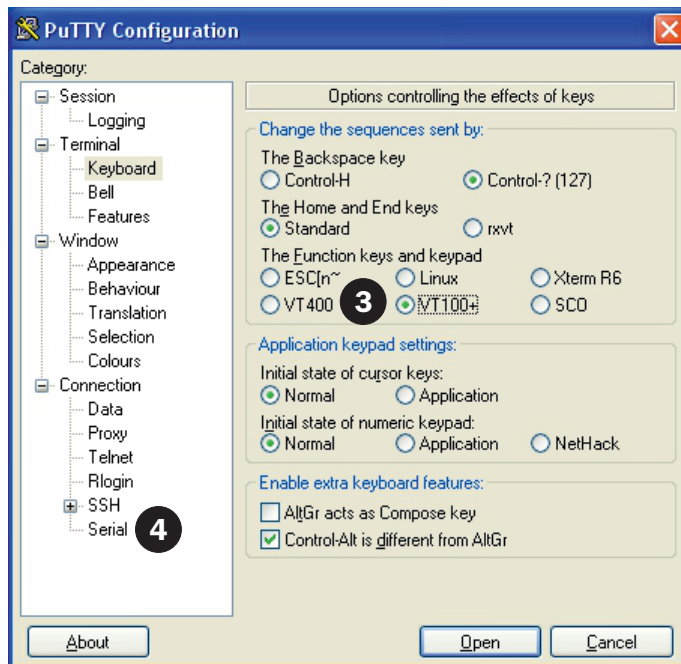 PuTTY Configuration
Category:
Session
Logging
Terminal
Keyboard
Bell
Features
Window
Appearance
Behaviour
Translation
Selection
Colours
Connection
Data
Proxy
Telnet
Rlogin
SSH
Serial 4
Options controlling the effects of keys
Change the sequences sent by:
The Backspace key
Control-H Control-? (127)
The Home and End keys
Standard rxvt
The Function keys and keypad
ESC[n~ Linux Xterm R6
VT400 3 VT100+ SCO
Application keypad settings:
Initial state of cursor keys:
Normal Application
Initial state of numeric keypad:
Normal Application NetHack
Enable extra keyboard features:
AltGr acts as Compose key
Control-Alt is different from AltGr
About Open Cancel